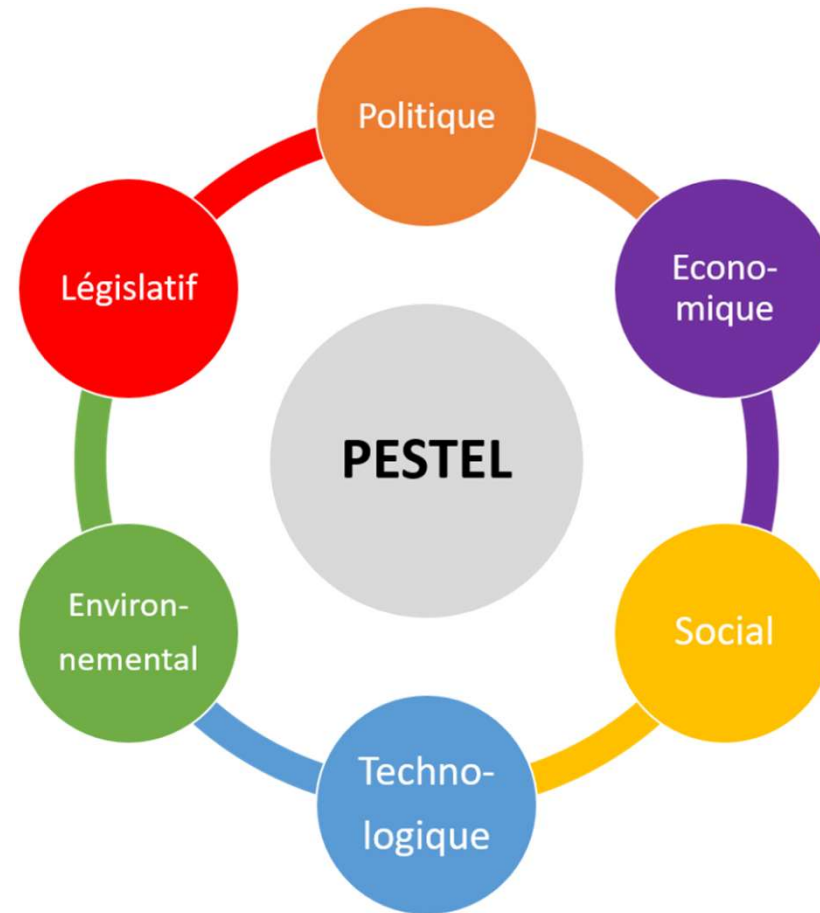 Politique
Econo-
mique
Social
Techno-
logique
Environ-
nemental
Législatif
PESTEL